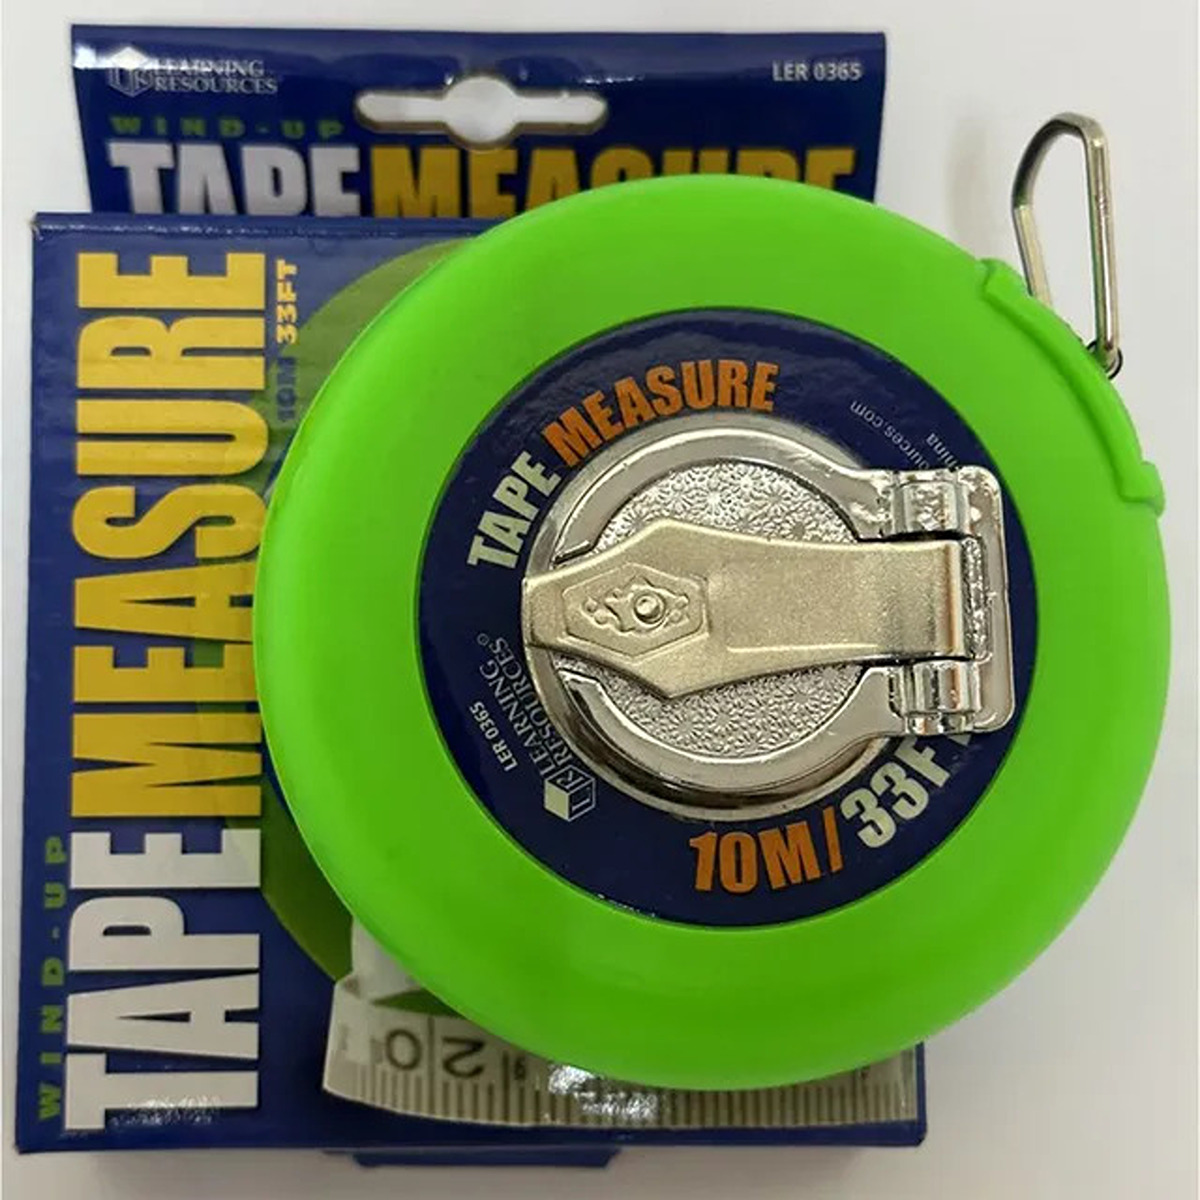 LEARNING
RESOURCES
LER 0365
WIND-UP
TAPE MEASURE
WIND-UP
TAPE MEASURE
10M 33FT
TAPE MEASURE
LER 0365
LEARNING
RESOURCES®
10M/33F
20